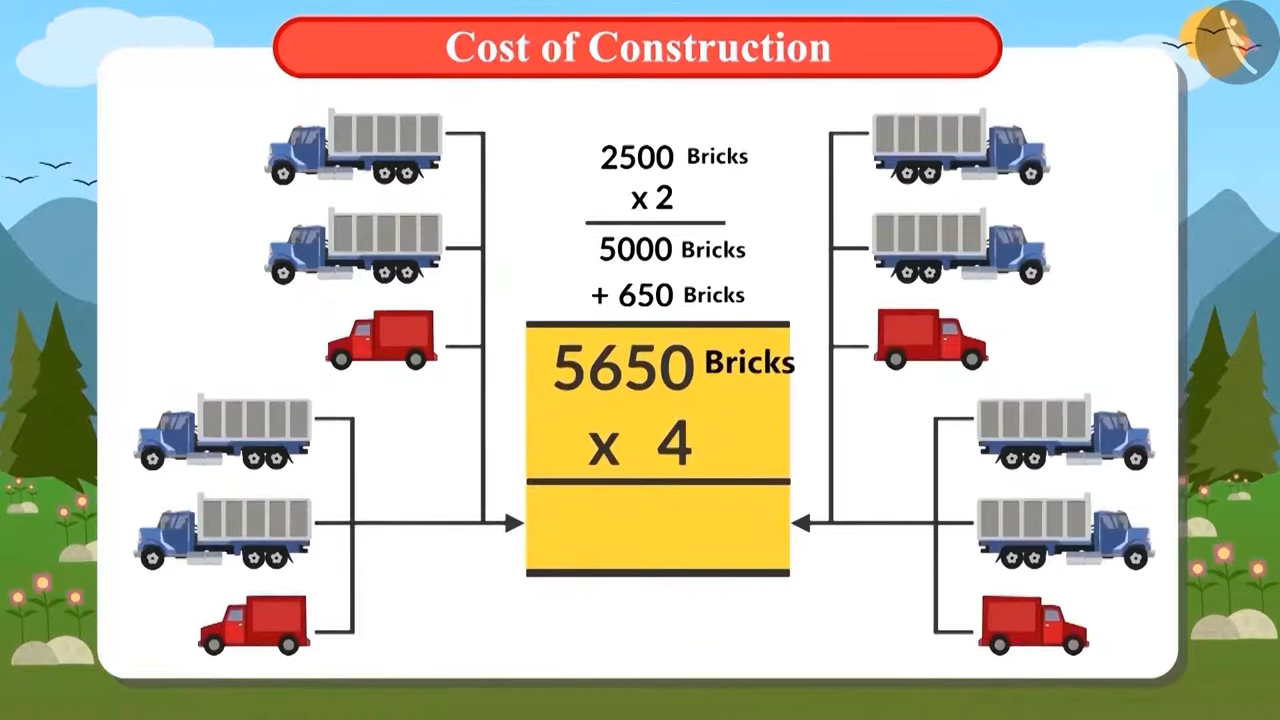 Cost of Construction
2500 Bricks
x 2
5000 Bricks
+ 650 Bricks
5650 Bricks
x 4